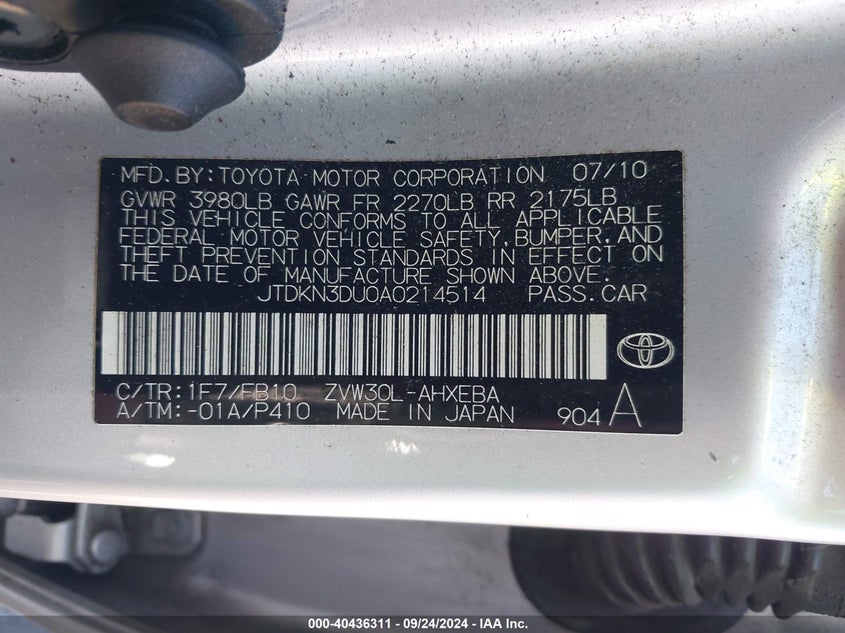 MFD. BY: TOYOTA MOTOR CORPORATION 07/10
GVWR 3980LB GAWR FR 2270LB RR 2175LB
THIS VEHICLE CONFORMS TO ALL APPLICABLE
FEDERAL MOTOR VEHICLE SAFETY, BUMPER, AND
THEFT PREVENTION STANDARDS IN EFFECT ON
THE DATE OF MANUFACTURE SHOWN ABOVE.
JTDKN3DU0A0214514 PASS. CAR
C/TR: 1F7/FB10 ZVW30L-AHXEBA
A/TM: -01A/P410 MADE IN JAPAN 904 A
000-40436311 - 09/24/2024 - IAA Inc.